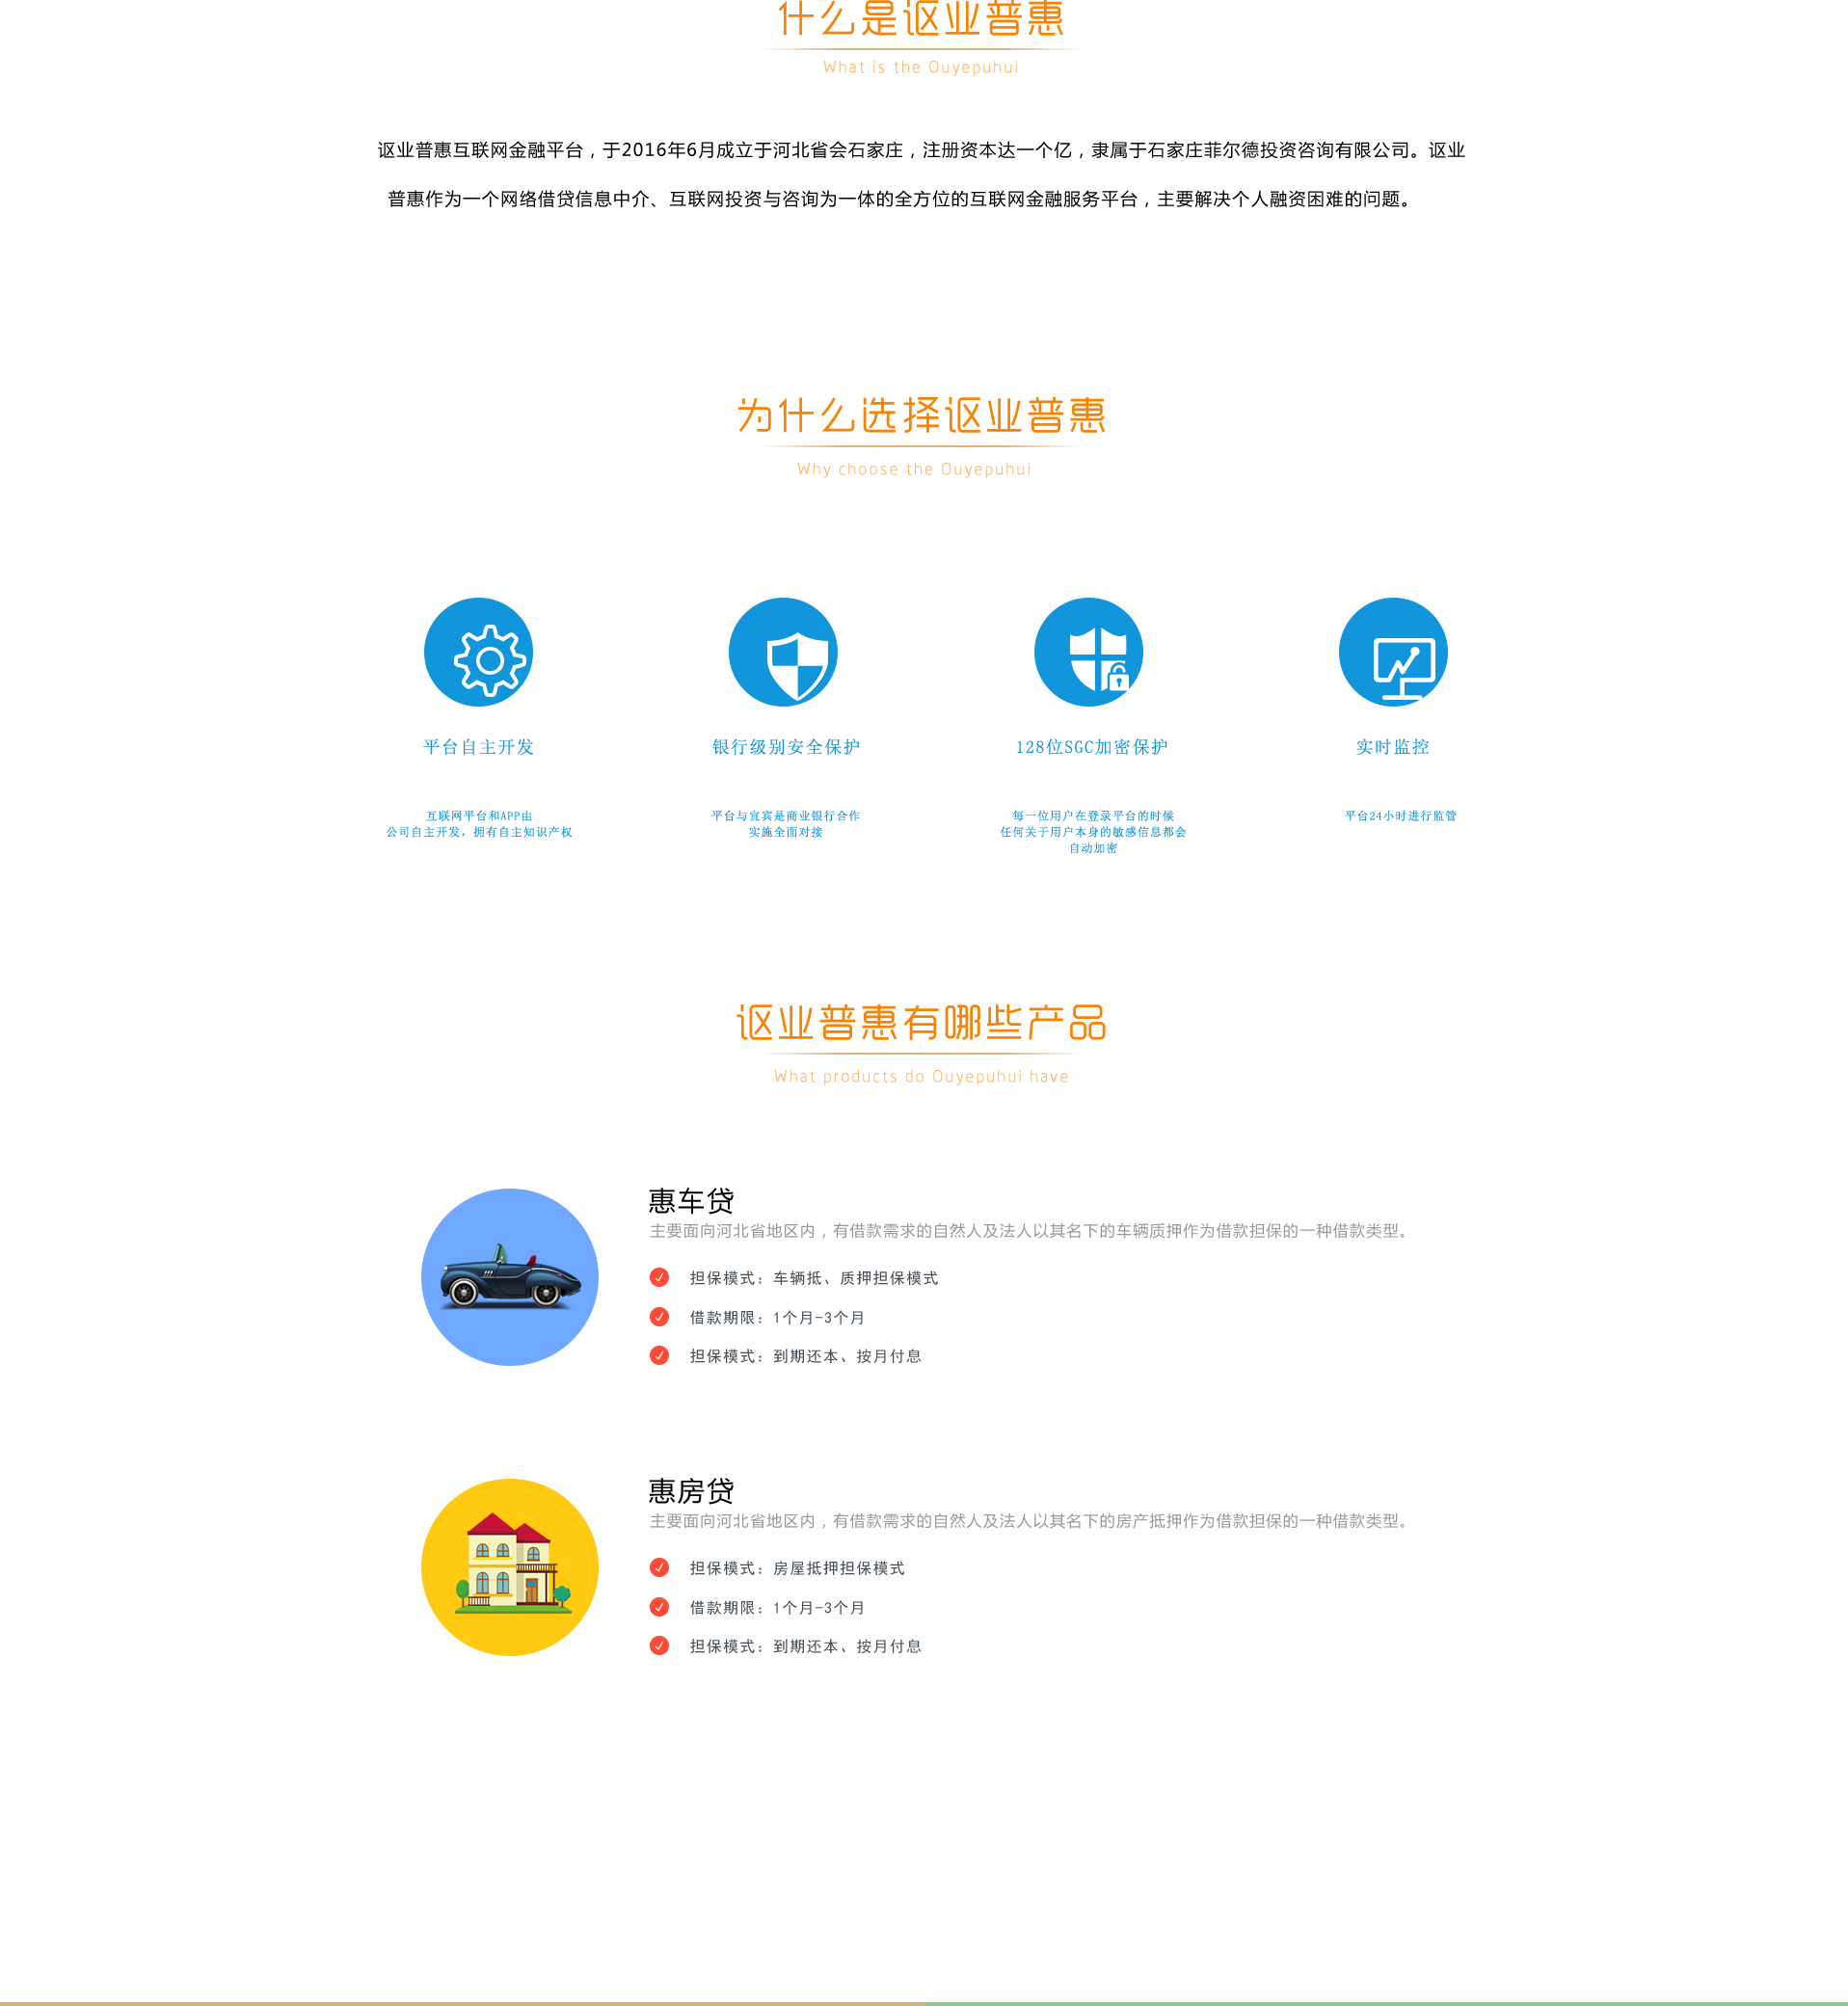 什么是讴业普惠
What is the Ouyepuhui
讴业普惠互联网金融平台，于2016年6月成立于河北省会石家庄，注册资本达一个亿，隶属于石家庄菲尔德投资咨询有限公司。讴业
普惠作为一个网络借贷信息中介、互联网投资与咨询为一体的全方位的互联网金融服务平台，主要解决个人融资困难的问题。
为什么选择讴业普惠
Why choose the Ouyepuhui
平台自主开发
互联网平台和APP由
公司自主开发，拥有自主知识产权
银行级别安全保护
平台与宜宾是商业银行合作
实施全面对接
128位SGC加密保护
每一位用户在登录平台的时候
任何关于用户本身的敏感信息都会
自动加密
实时监控
平台24小时进行监管
讴业普惠有哪些产品
What products do Ouyepuhui have
惠车贷
主要面向河北省地区内，有借款需求的自然人及法人以其名下的车辆质押作为借款担保的一种借款类型。
担保模式：车辆抵、质押担保模式
借款期限：1个月-3个月
担保模式：到期还本、按月付息
惠房贷
主要面向河北省地区内，有借款需求的自然人及法人以其名下的房产抵押作为借款担保的一种借款类型。
担保模式：房屋抵押担保模式
借款期限：1个月-3个月
担保模式：到期还本、按月付息